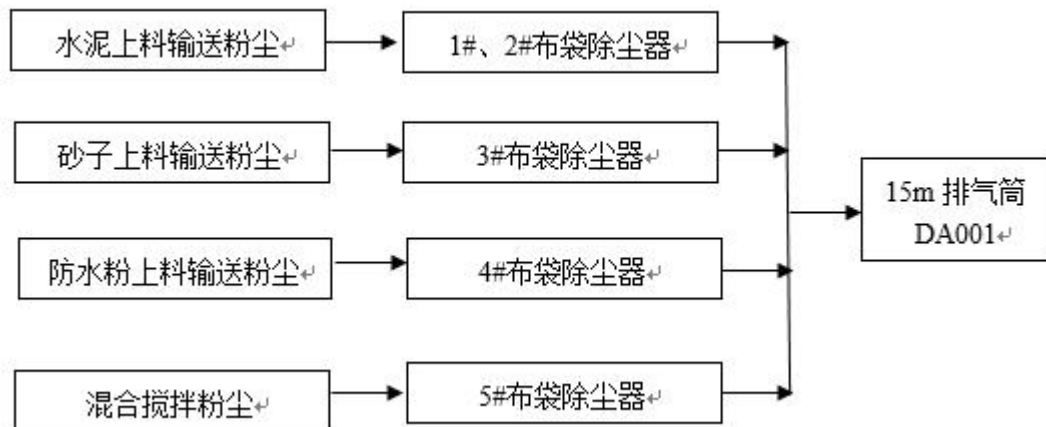 水泥上料输送粉尘↵
1#、2#布袋除尘器↵
砂子上料输送粉尘↵
3#布袋除尘器↵
15m 排气筒
DA001↵
防水粉上料输送粉尘↵
4#布袋除尘器↵
混合搅拌粉尘↵
5#布袋除尘器↵